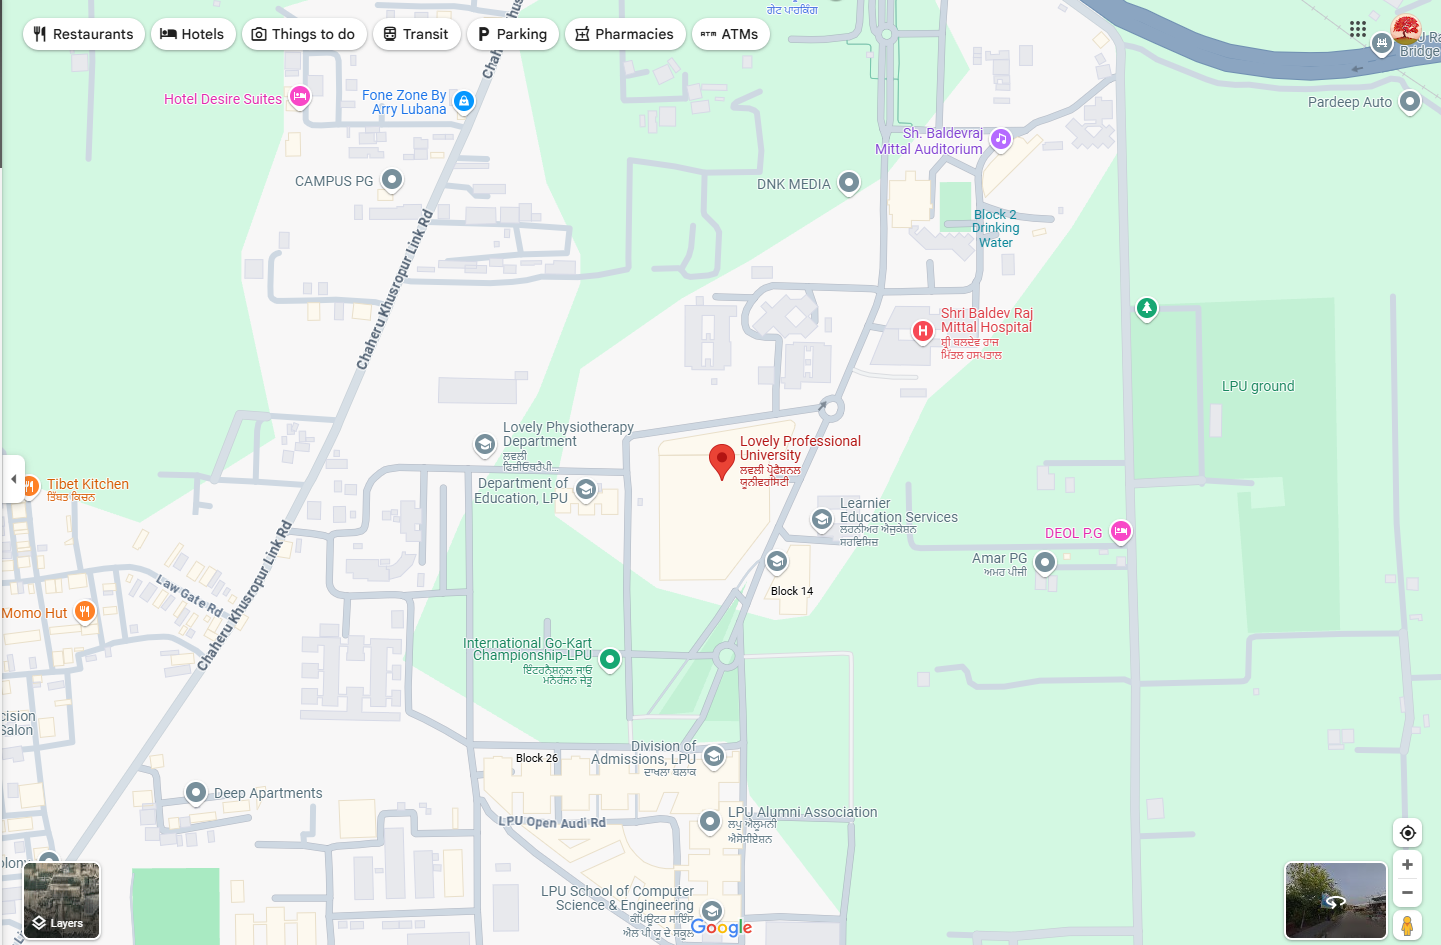 ਗੇਟ ਪਾਰਕਿੰਗ
Restaurants
Hotels
Things to do
Transit
Parking
Pharmacies
ATMs
Bridge
Hotel Desire Suites
Fone Zone By
Arry Lubana
Pardeep Auto
Sh. Baldevraj
Mittal Auditorium
CAMPUS PG
DNK MEDIA
Block 2
Drinking
Water
Chaheru Khusropur Link Rd
Shri Baldev Raj
Mittal Hospital
ਸ਼੍ਰੀ ਬਲਦੇਵ ਰਾਜ
ਮਿੱਤਲ ਹਸਪਤਾਲ
LPU ground
Lovely Physiotherapy
Department
ਲਵਲੀ
ਫਿਜ਼ੀਓਥਰੈਪੀ...
Lovely Professional
University
ਲਵਲੀ ਪ੍ਰੋਫੈਸ਼ਨਲ
ਯੂਨੀਵਰਸਿਟੀ
Tibet Kitchen
ਤਿੱਬਤ ਕਿਚਨ
Department of
Education, LPU
Learnier
Education Services
ਲਰਨੀਅਰ ਐਜੁਕੇਸ਼ਨ
ਸਰਵਿਸਿਜ਼
DEOL P.G
Amar PG
ਅਮਰ ਪੀਜੀ
Block 14
Law Gate Rd
Momo Hut
Chaheru Khusropur Link Rd
International Go-Kart
Championship-LPU
ਇੰਟਰਨੈਸ਼ਨਲ ਜਾਓ
ਮਨੋਰੰਜਨ ਜੇਤੂ
Salon
Block 26
Division of
Admissions, LPU
ਦਾਖਲਾ ਬਲਾਕ
Deep Apartments
LPU Alumni Association
ਲਪੁ ਐਲੂਮਨੀ
ਐਸੋਸੀਏਸ਼ਨ
LPU Open Audi Rd
LPU School of Computer
Science & Engineering
ਕੰਪਿਊਟਰ ਸਾਇੰਸ
ਐਲ ਪੀ ਯੂ ਦੇ ਸਕੂਲ
Layers
Google